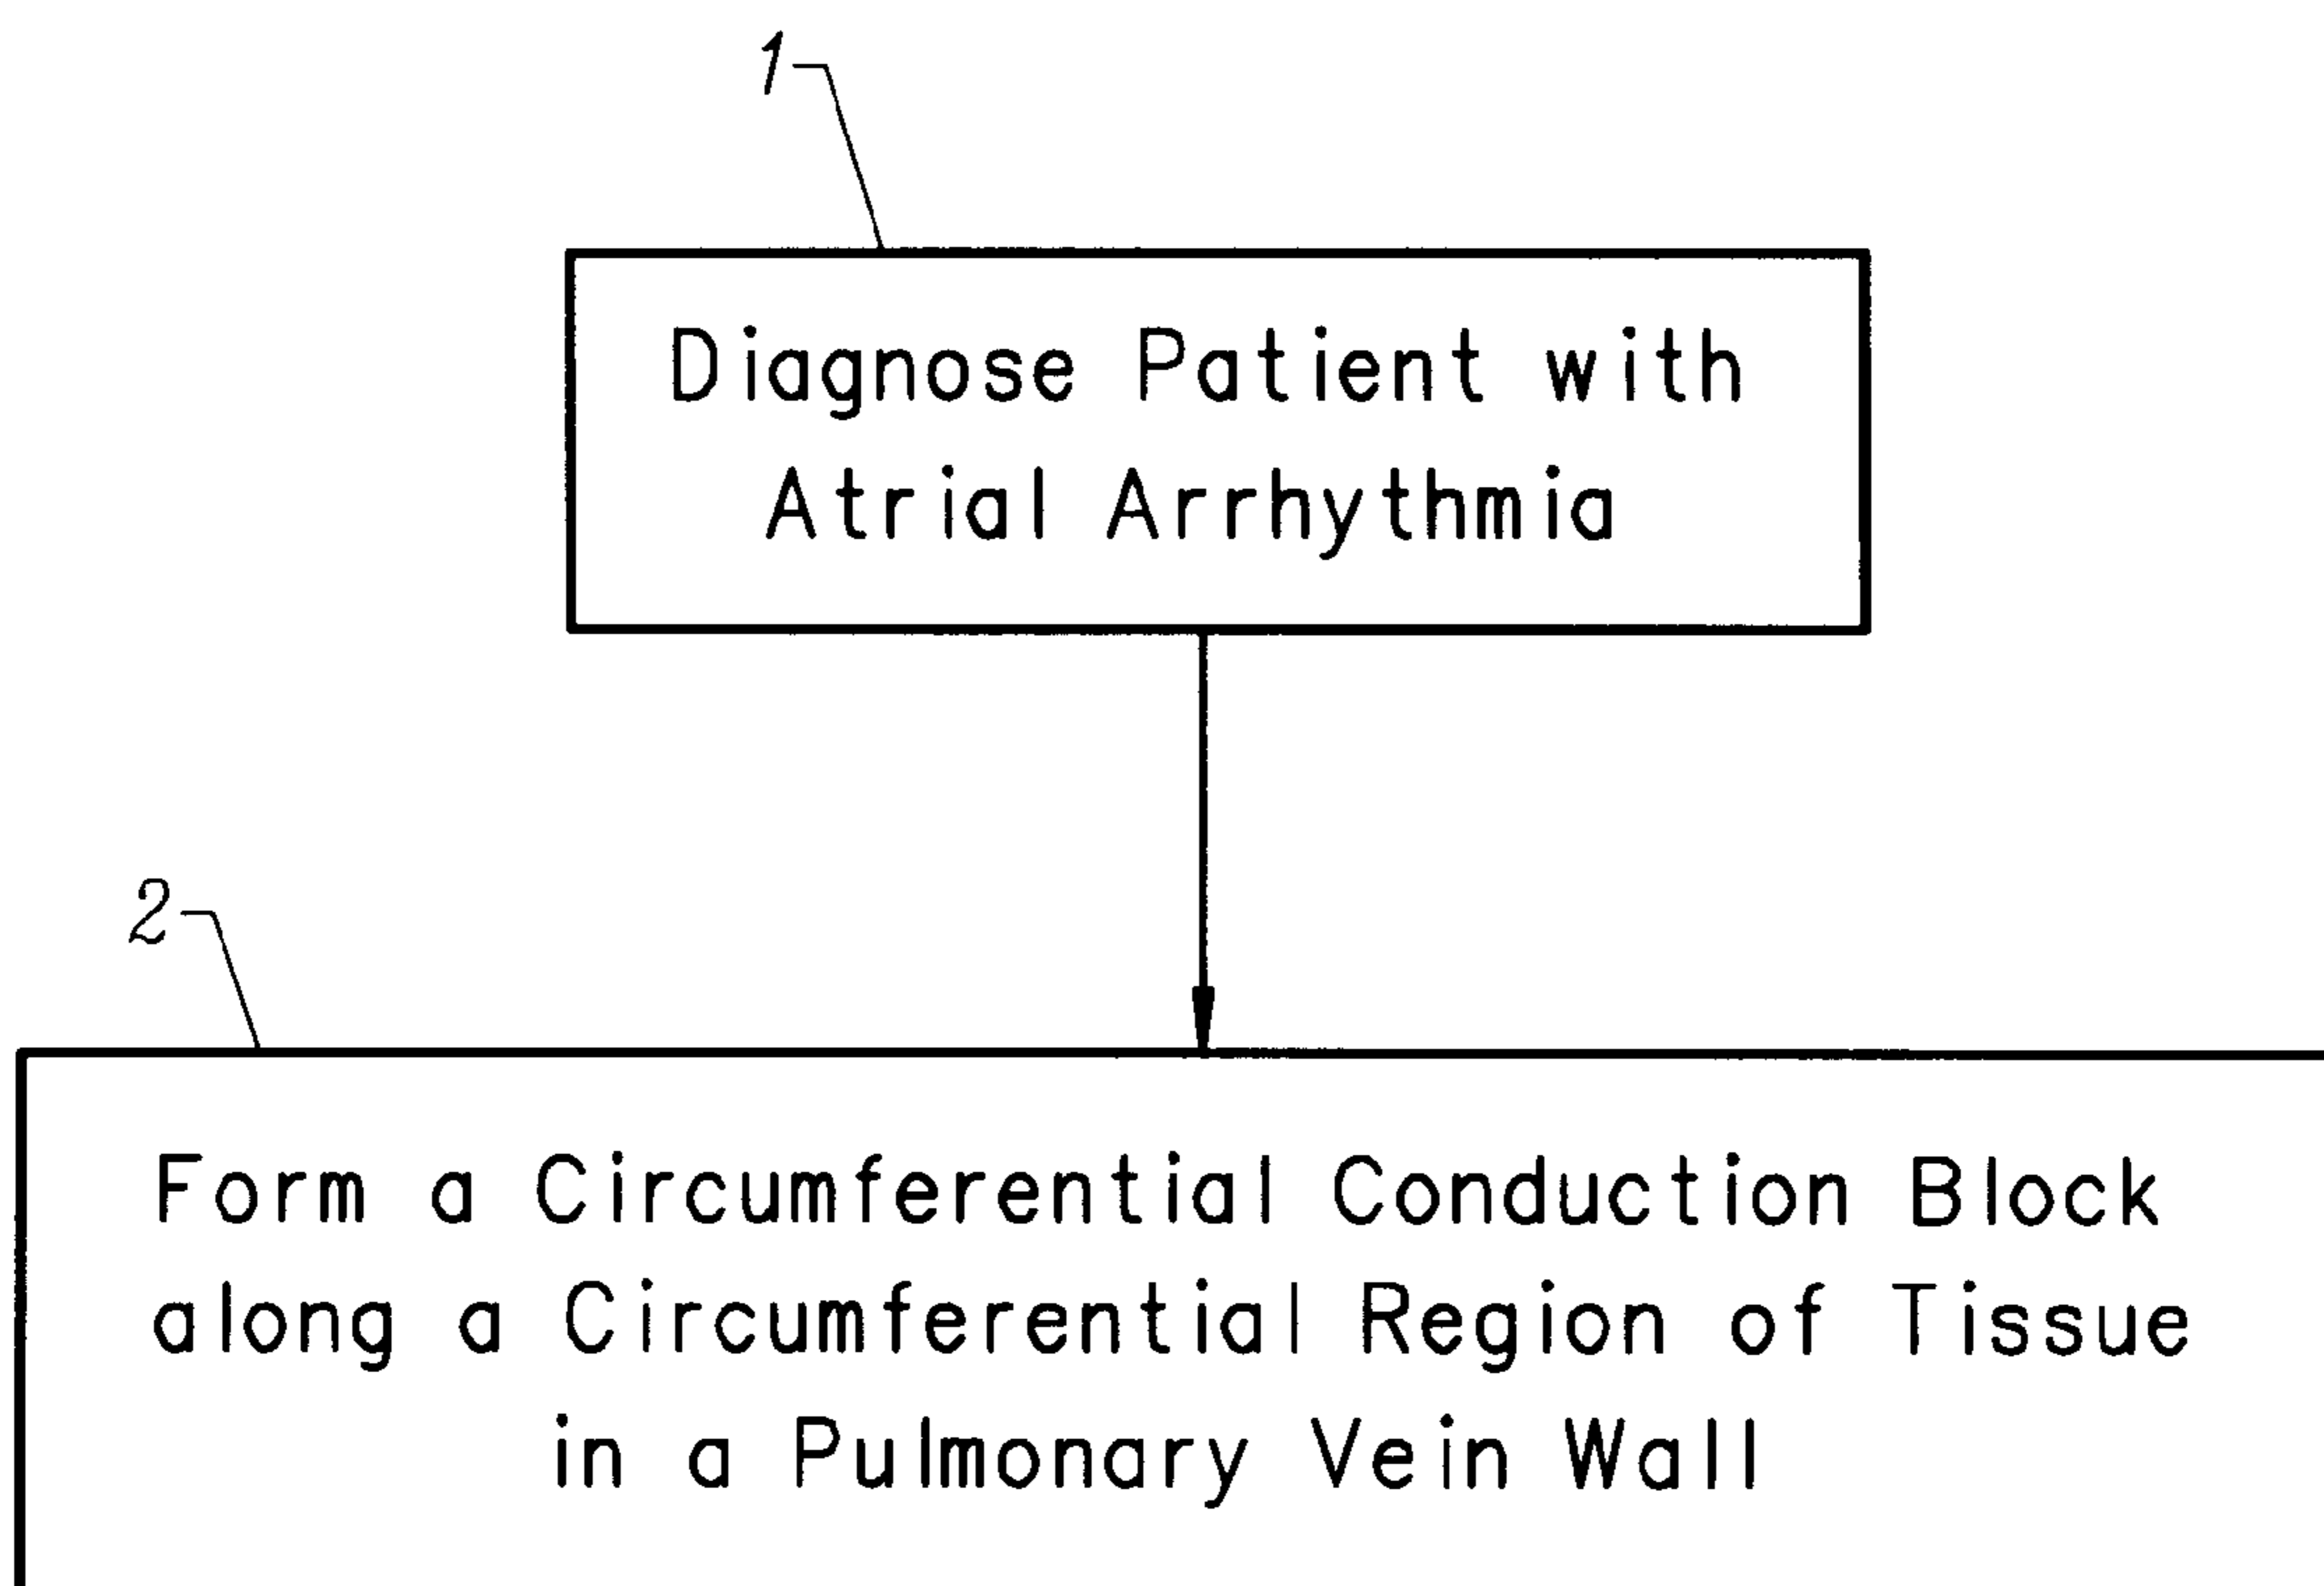 1
Diagnose Patient with
Atrial Arrhythmia
2
Form a Circumferential Conduction Block
along a Circumferential Region of Tissue
in a Pulmonary Vein Wall